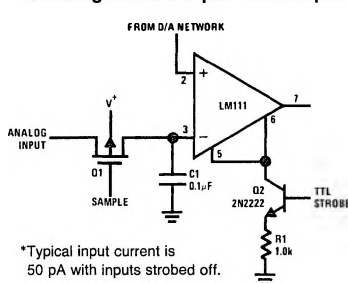 FROM D/A NETWORK
2
+
LM111
7
V+
6
ANALOG
INPUT
3
−
5
Q1
C1
0.1µF
Q2
2N2222
TTL
STROBE
SAMPLE
R1
1.0k
*Typical input current is
50 pA with inputs strobed off.